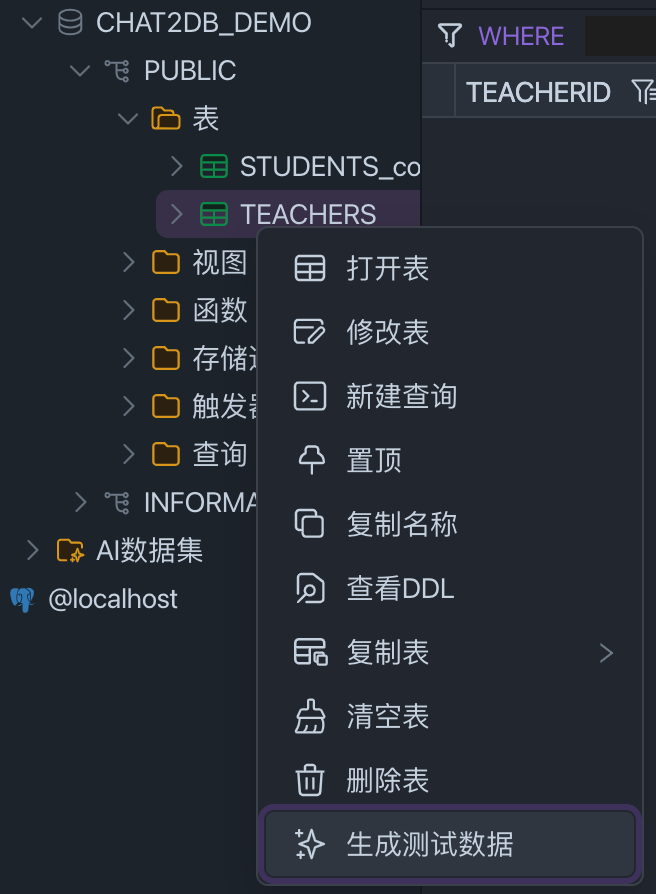 CHAT2DB_DEMO
WHERE
PUBLIC
TEACHERID
表
STUDENTS_co
TEACHERS
视图
函数
存储
触发
查询
INFORMA
AI数据集
@localhost
打开表
修改表
新建查询
置顶
复制名称
查看DDL
复制表
清空表
删除表
生成测试数据